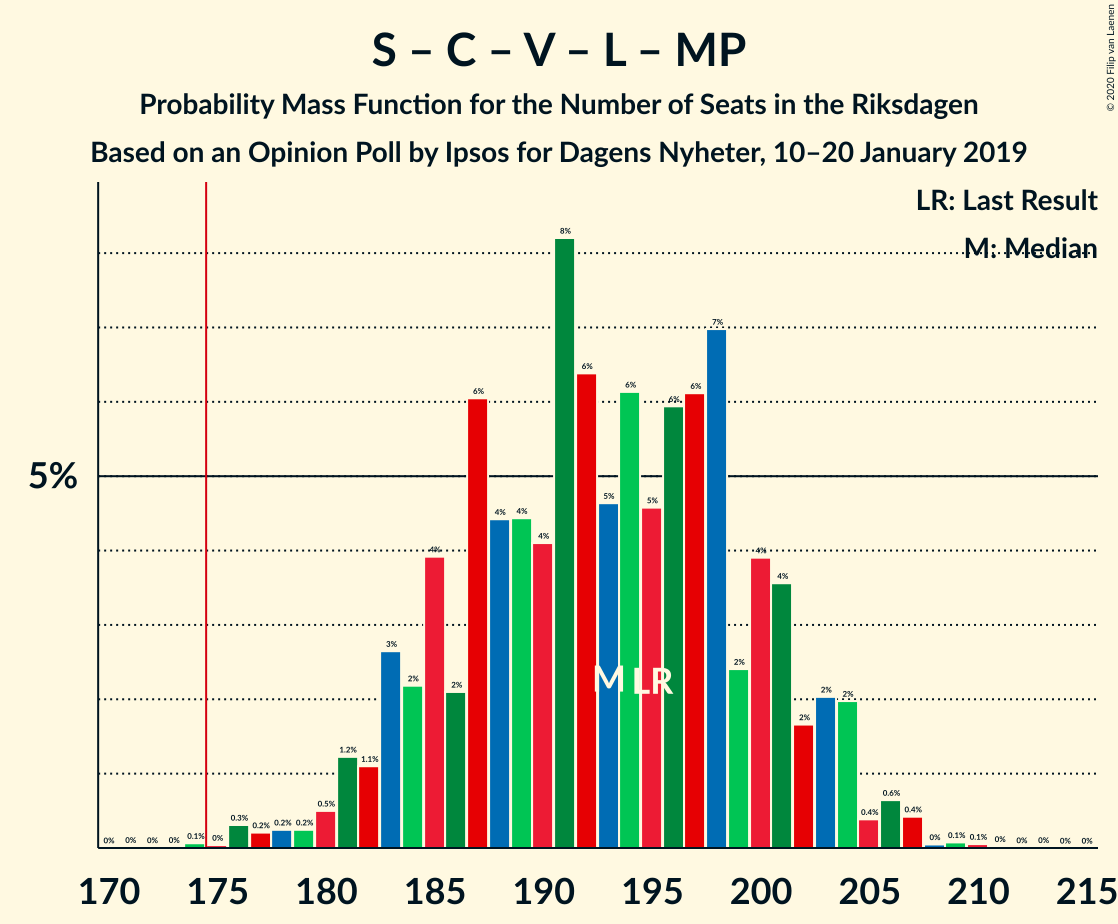 S – C – V – L – MP
Probability Mass Function for the Number of Seats in the Riksdagen
Based on an Opinion Poll by Ipsos for Dagens Nyheter, 10–20 January 2019
© 2020 Filip van Laenen
LR: Last Result
M: Median
5%
0% 0% 0% 0% 0.1% 0% 0.3% 0.2% 0.2% 0.2% 0.5% 1.2% 1.1% 3% 2% 4% 2% 6% 4% 4% 4% 8% 6% 5% 6% 5% 6% 6% 7% 2% 4% 4% 2% 2% 2% 0.4% 0.6% 0.4% 0% 0.1% 0.1% 0% 0% 0% 0% 0%
M LR
170 175 180 185 190 195 200 205 210 215